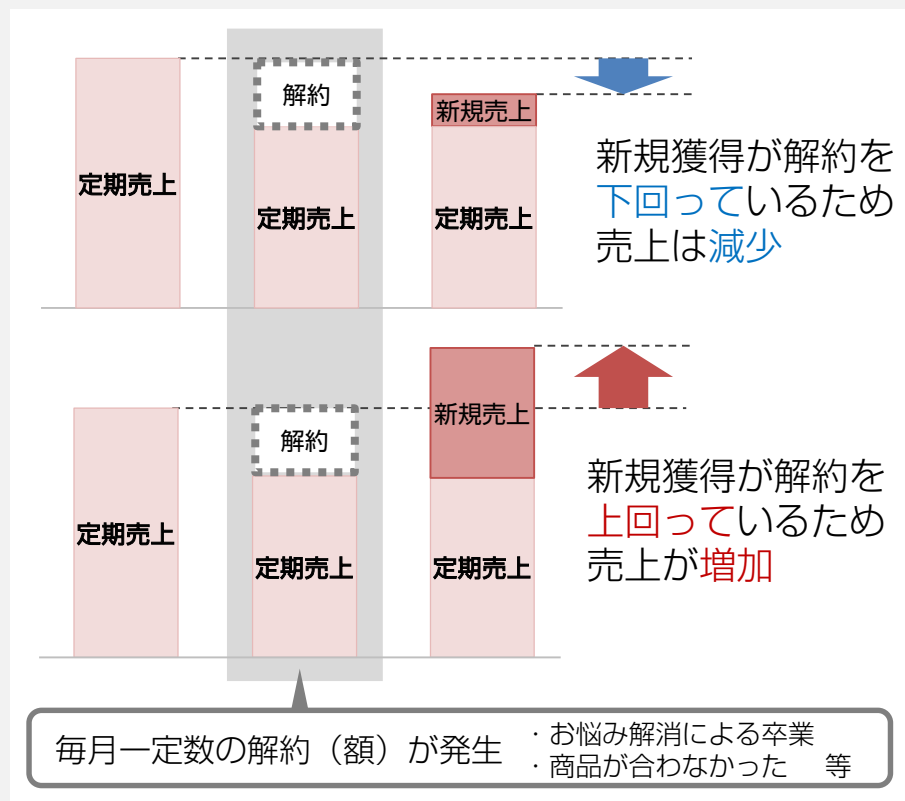 定期売上
解約
定期売上
新規売上
定期売上
新規獲得が解約を
下回っているため
売上は減少
定期売上
解約
定期売上
新規売上
定期売上
新規獲得が解約を
上回っているため
売上が増加
毎月一定数の解約（額）が発生
・お悩み解消による卒業
・商品が合わなかった　等